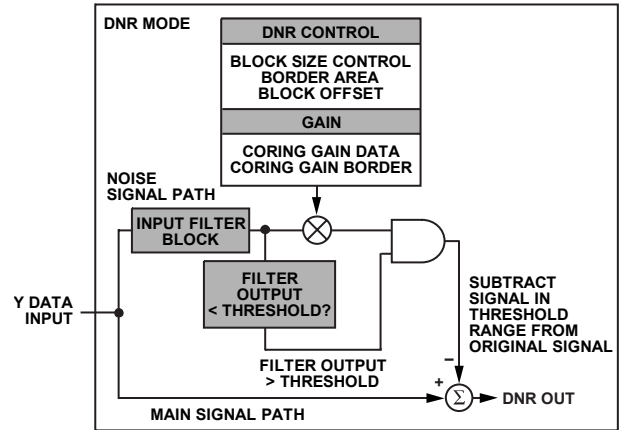 DNR MODE
DNR CONTROL
BLOCK SIZE CONTROL
BORDER AREA
BLOCK OFFSET
GAIN
CORING GAIN DATA
CORING GAIN BORDER
NOISE
SIGNAL PATH
INPUT FILTER
BLOCK
FILTER
OUTPUT
< THRESHOLD?
Y DATA
INPUT
SUBTRACT
SIGNAL IN
THRESHOLD
RANGE FROM
ORIGINAL SIGNAL
FILTER OUTPUT
> THRESHOLD
–
+
Σ
DNR OUT
MAIN SIGNAL PATH